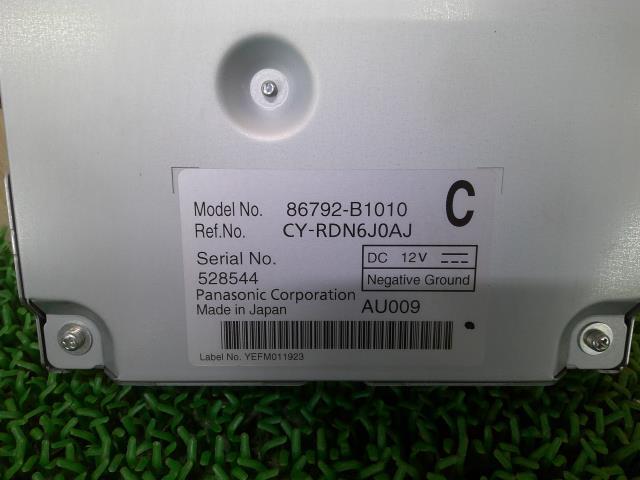 Model No. 86792-B1010 C
Ref.No. CY-RDN6J0AJ
Serial No. DC 12V
528544 Negative Ground
Panasonic Corporation
Made in Japan AU009
Label No. YEFM011923